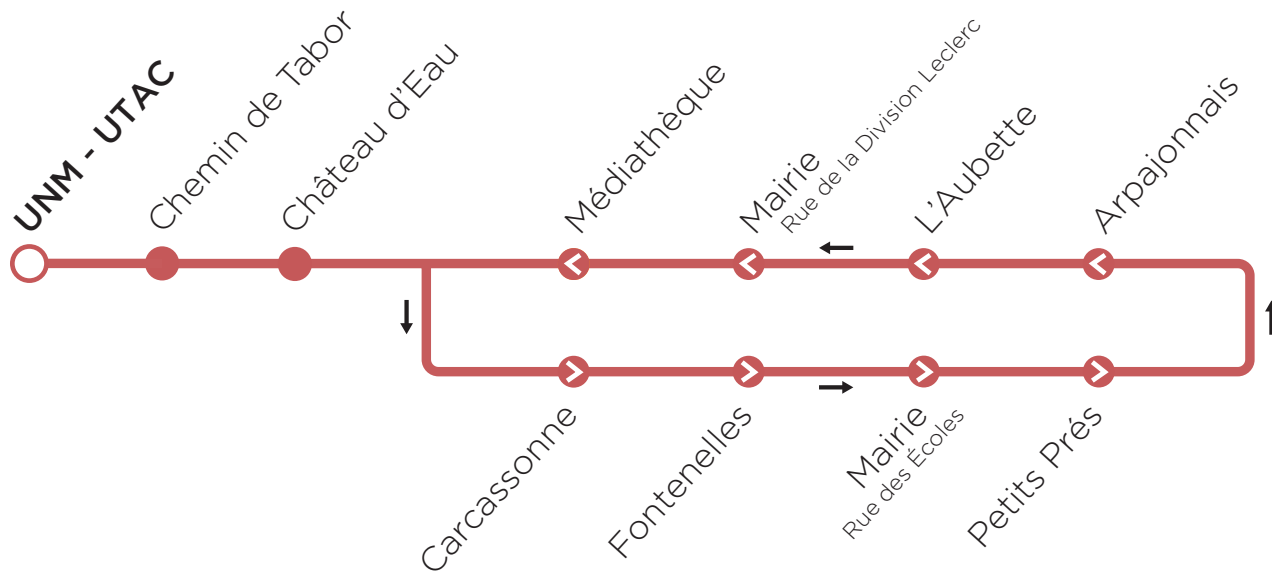 UNM - UTAC
Chemin de Tabor
Château d'Eau
Médiathèque
Mairie
Rue de la Division Leclerc
L'Aubette
Arpajonnais
Carcassonne
Fontenelles
Mairie
Rue des Écoles
Petits Prés